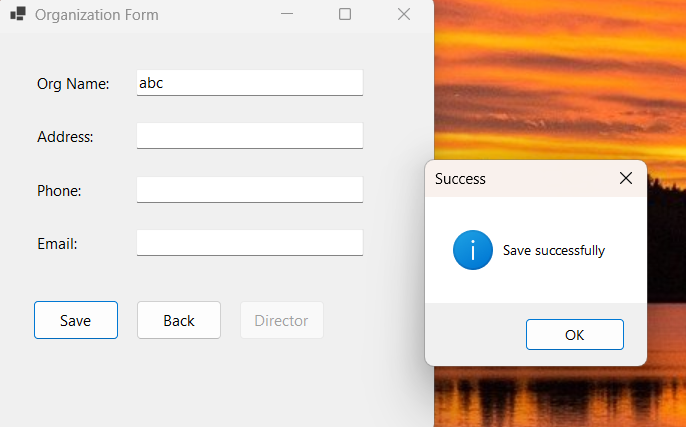 Organization Form
Org Name: abc
Address:
Phone:
Email:
Save Back Director
Success
Save successfully
OK